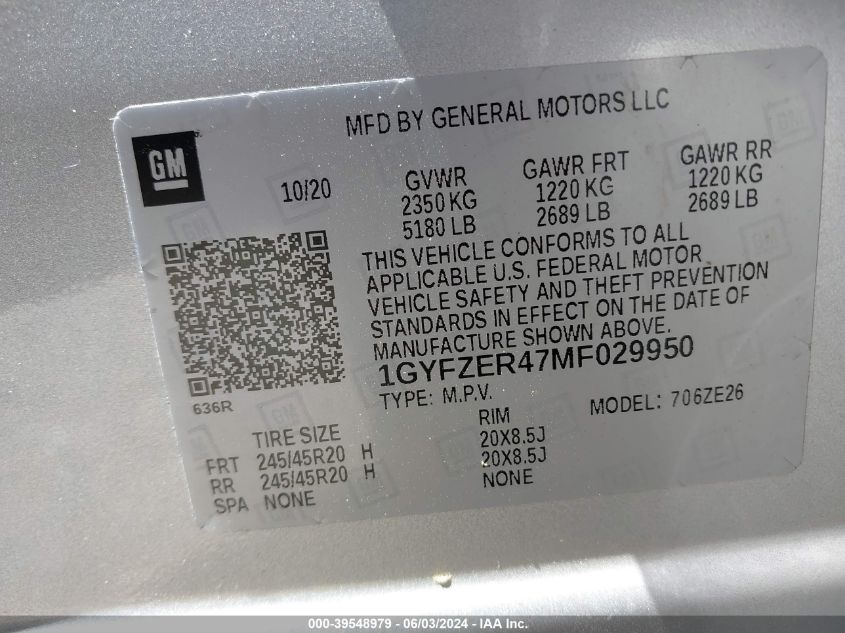 MFD BY GENERAL MOTORS LLC
GM
10/20
GVWR
2350 KG
5180 LB
GAWR FRT
1220 KG
2689 LB
GAWR RR
1220 KG
2689 LB
THIS VEHICLE CONFORMS TO ALL
APPLICABLE U.S. FEDERAL MOTOR
VEHICLE SAFETY AND THEFT PREVENTION
STANDARDS IN EFFECT ON THE DATE OF
MANUFACTURE SHOWN ABOVE.
1GYFZER47MF029950
TYPE: M.P.V.
MODEL: 706ZE26
636R
TIRE SIZE
RIM
FRT 245/45R20 H 20X8.5J
RR 245/45R20 H 20X8.5J
SPA NONE NONE
000-39548979 - 06/03/2024 - IAA Inc.